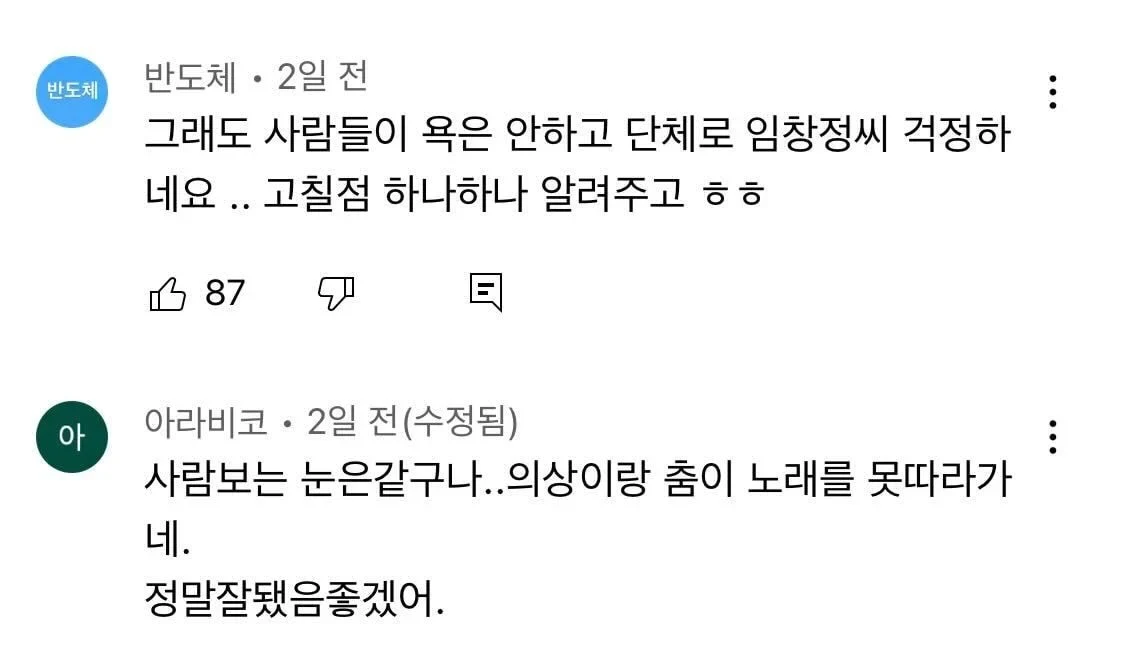 반도체
반도체 • 2일 전
그래도 사람들이 욕은 안하고 단체로 임창정씨 걱정하
네요 .. 고칠점 하나하나 알려주고 ㅎㅎ
87
아
아라비코 • 2일 전(수정됨)
사람보는 눈은같구나..의상이랑 춤이 노래를 못따라가
네.
정말잘됐음좋겠어.